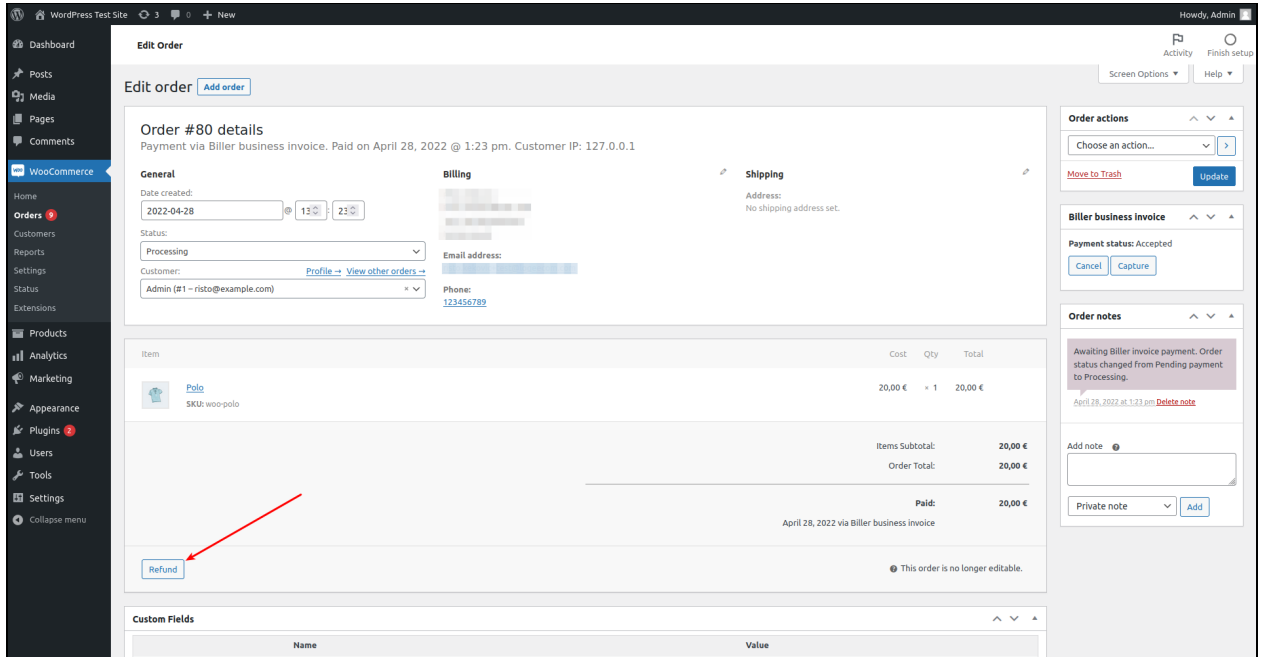 WordPress Test Site 3 0 + New Howdy, Admin
Dashboard
Posts
Media
Pages
Comments
WooCommerce
Home
Orders 9
Customers
Reports
Settings
Status
Extensions
Products
Analytics
Marketing
Appearance
Plugins 2
Users
Tools
Settings
Collapse menu
Edit Order
Activity Finish setup
Screen Options ▼ Help ▼
Edit order Add order
Order #80 details
Payment via Biller business invoice. Paid on April 28, 2022 @ 1:23 pm. Customer IP: 127.0.0.1
General
Date created:
2022-04-28 @ 13 : 23
Status:
Processing
Customer: Profile → View other orders →
Admin (#1 – risto@example.com) ×
Billing
Email address:
Phone:
123456789
Shipping
Address:
No shipping address set.
Item Cost Qty Total
Polo 20,00 € × 1 20,00 €
SKU: woo-polo
Items Subtotal: 20,00 €
Order Total: 20,00 €
Paid: 20,00 €
April 28, 2022 via Biller business invoice
Refund This order is no longer editable.
Custom Fields
Name Value
Order actions
Choose an action...
Move to Trash Update
Biller business invoice
Payment status: Accepted
Cancel Capture
Order notes
Awaiting Biller invoice payment. Order
status changed from Pending payment
to Processing.
April 28, 2022 at 1:23 pm Delete note
Add note
Private note Add